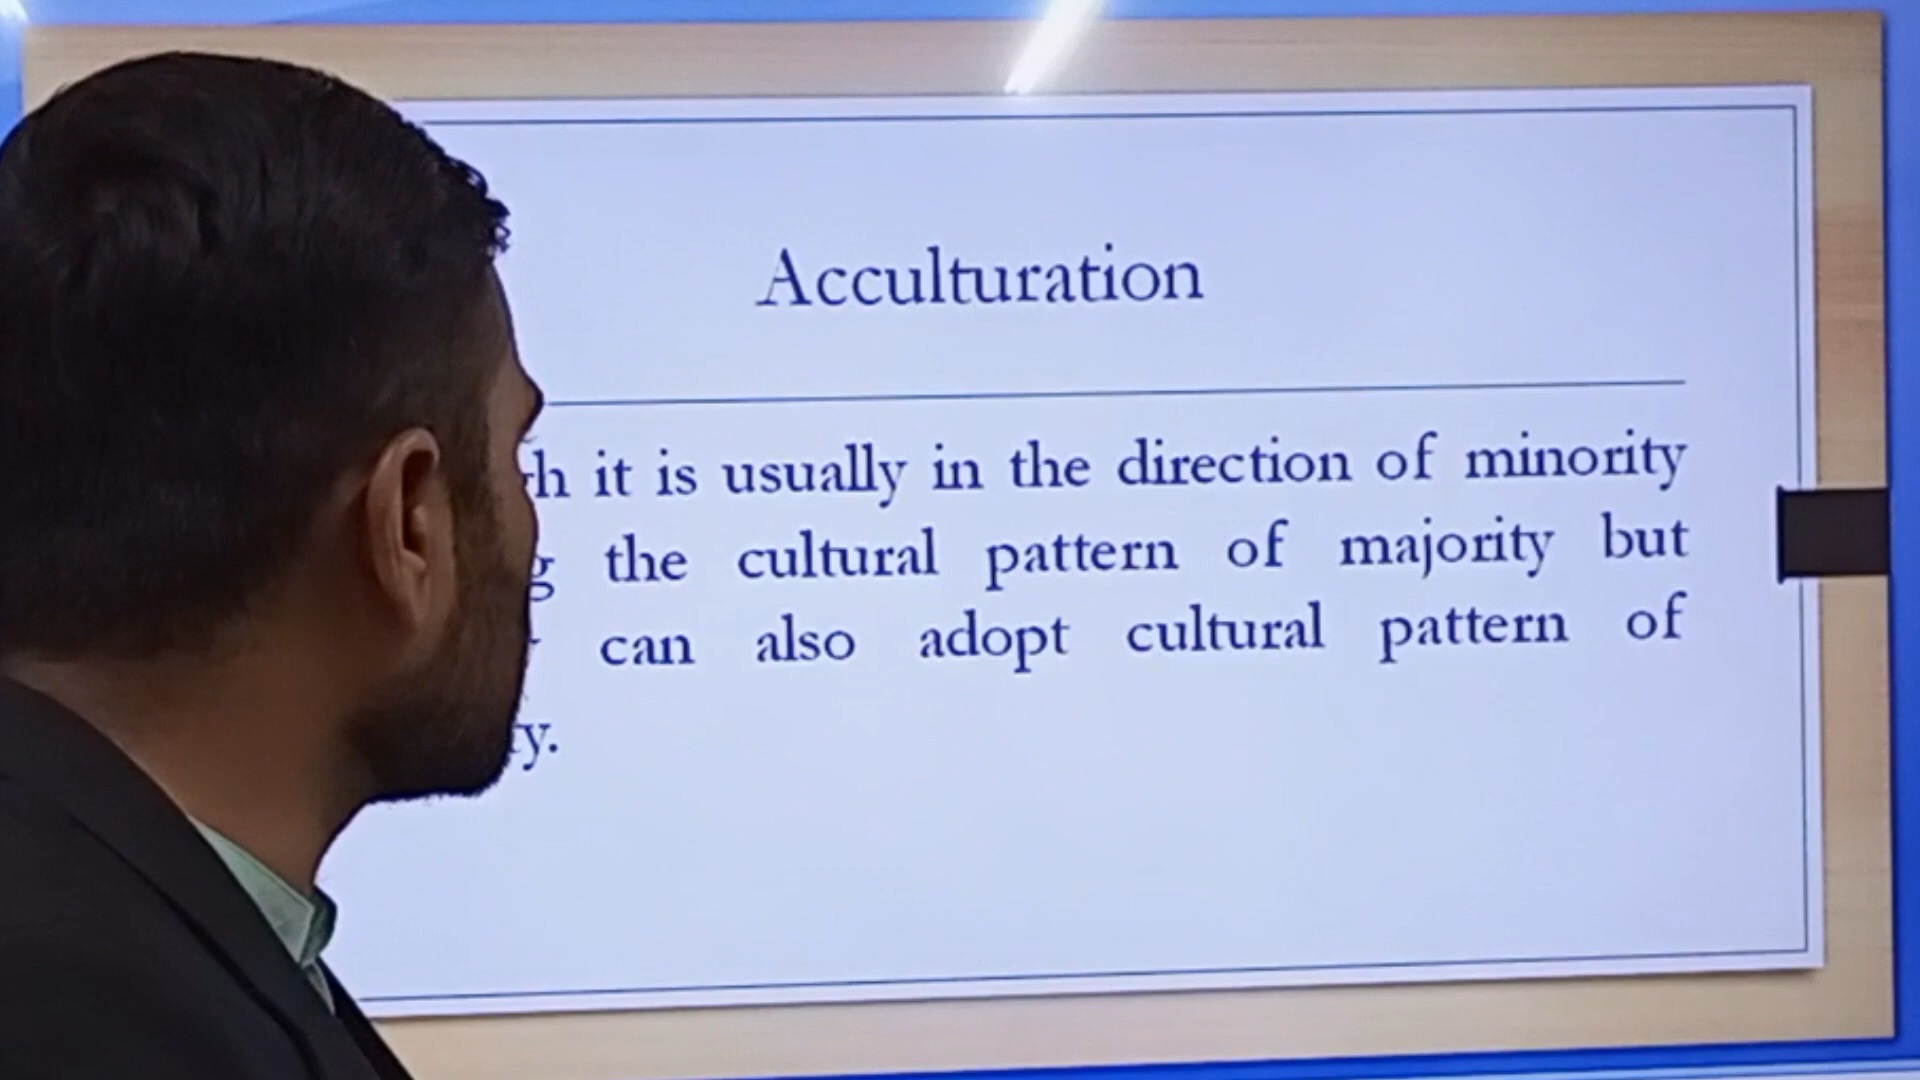 Acculturation
it is usually in the direction of minority
the cultural pattern of majority but
can also adopt cultural pattern of